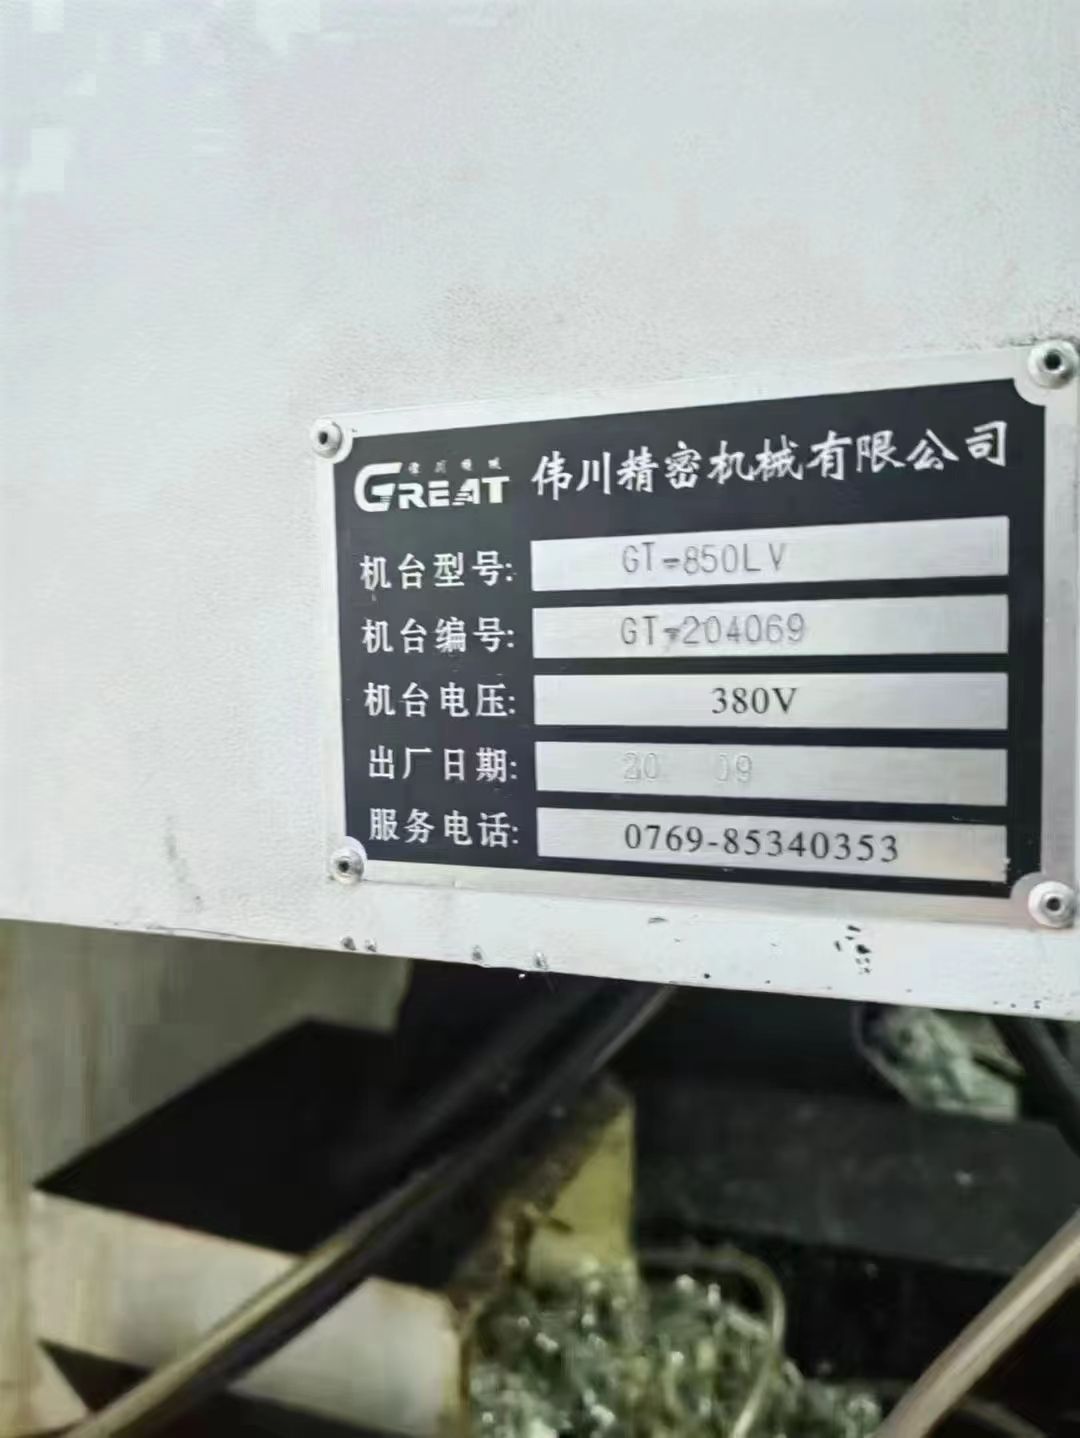 GREAT 伟川精密机械有限公司
机台型号: GT-850LV
机台编号: GT-204069
机台电压: 380V
出厂日期: 20 09
服务电话: 0769-85340353